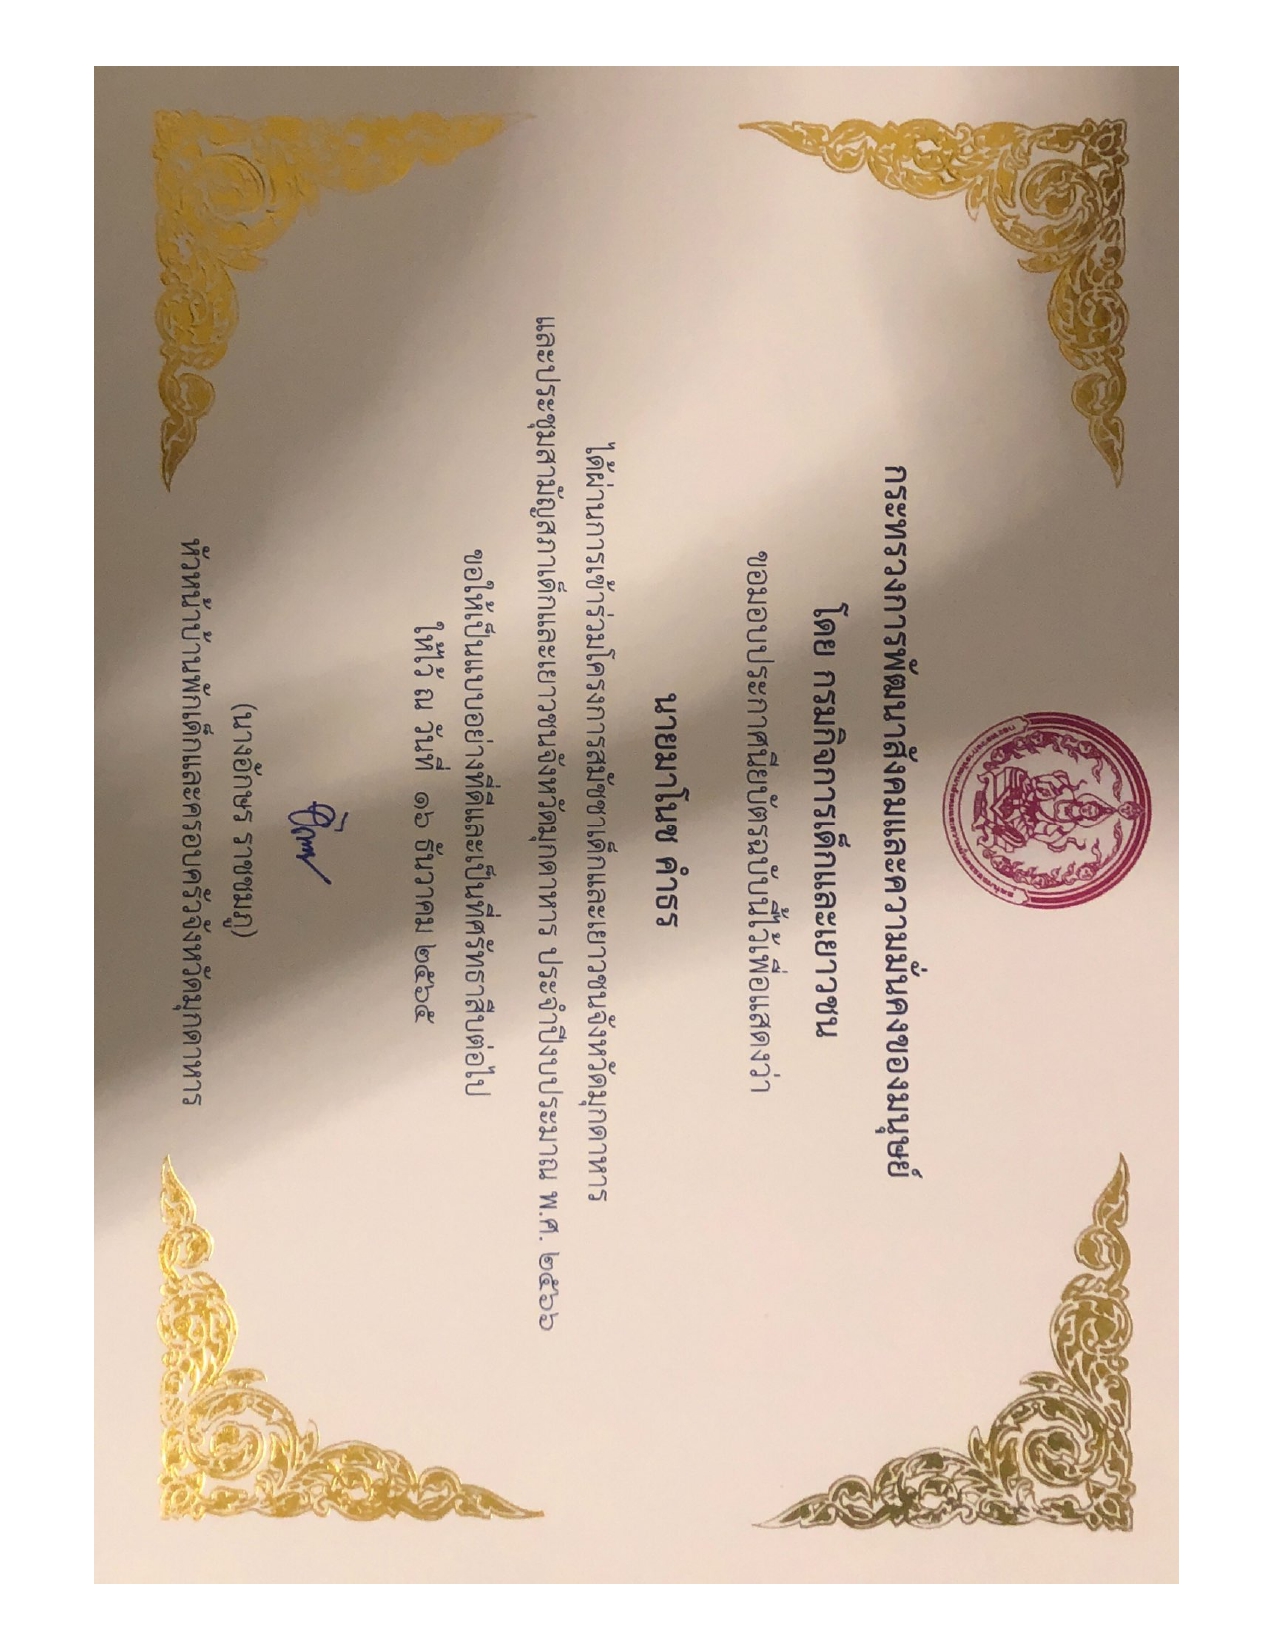 กระทรวงการพัฒนาสังคมและความมั่นคงของมนุษย์
โดย กรมกิจการเด็กและเยาวชน
ขอมอบประกาศนียบัตรฉบับนี้ไว้เพื่อแสดงว่า
นายมาโนช คำธร
ได้ผ่านการเข้าร่วมโครงการสมัชชาเด็กและเยาวชนจังหวัดมุกดาหาร
และประชุมสามัญสภาเด็กและเยาวชนจังหวัดมุกดาหาร ประจำปีงบประมาณ พ.ศ. ๒๕๖๖
ขอให้เป็นแบบอย่างที่ดีและเป็นที่ศรัทธาสืบต่อไป
ให้ไว้ ณ วันที่ ๑๖ ธันวาคม ๒๕๖๕
(นางอักษร ราชชมภู)
หัวหน้าบ้านพักเด็กและครอบครัวจังหวัดมุกดาหาร